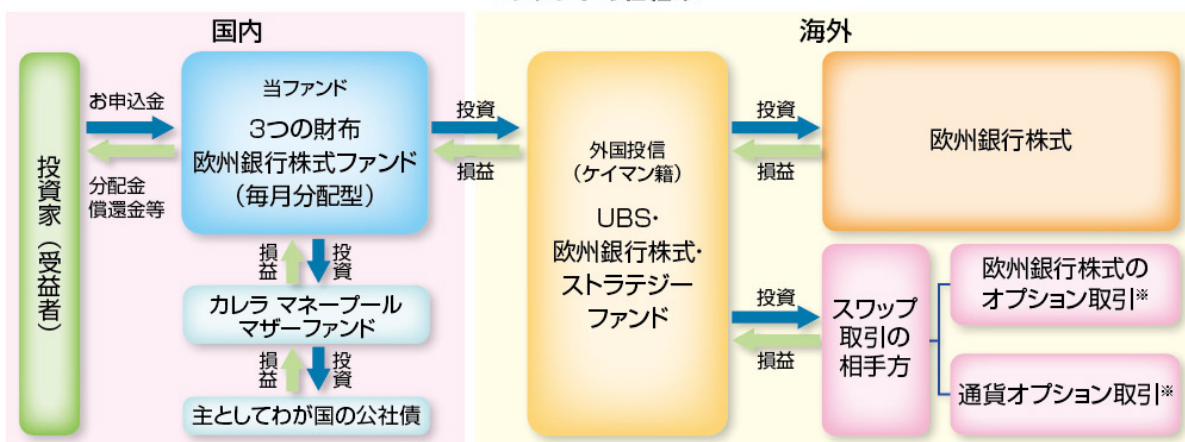 国内
海外
投資家（受益者）
お申込金
分配金
償還金等
当ファンド
3つの財布
欧州銀行株式ファンド
（毎月分配型）
投資
損益
損益
投資
カレラ マネープール
マザーファンド
損益
投資
主としてわが国の公社債
外国投信
（ケイマン籍）
UBS・
欧州銀行株式・
ストラテジー
ファンド
投資
損益
欧州銀行株式
投資
損益
スワップ
取引の
相手方
欧州銀行株式の
オプション取引※
通貨オプション取引※